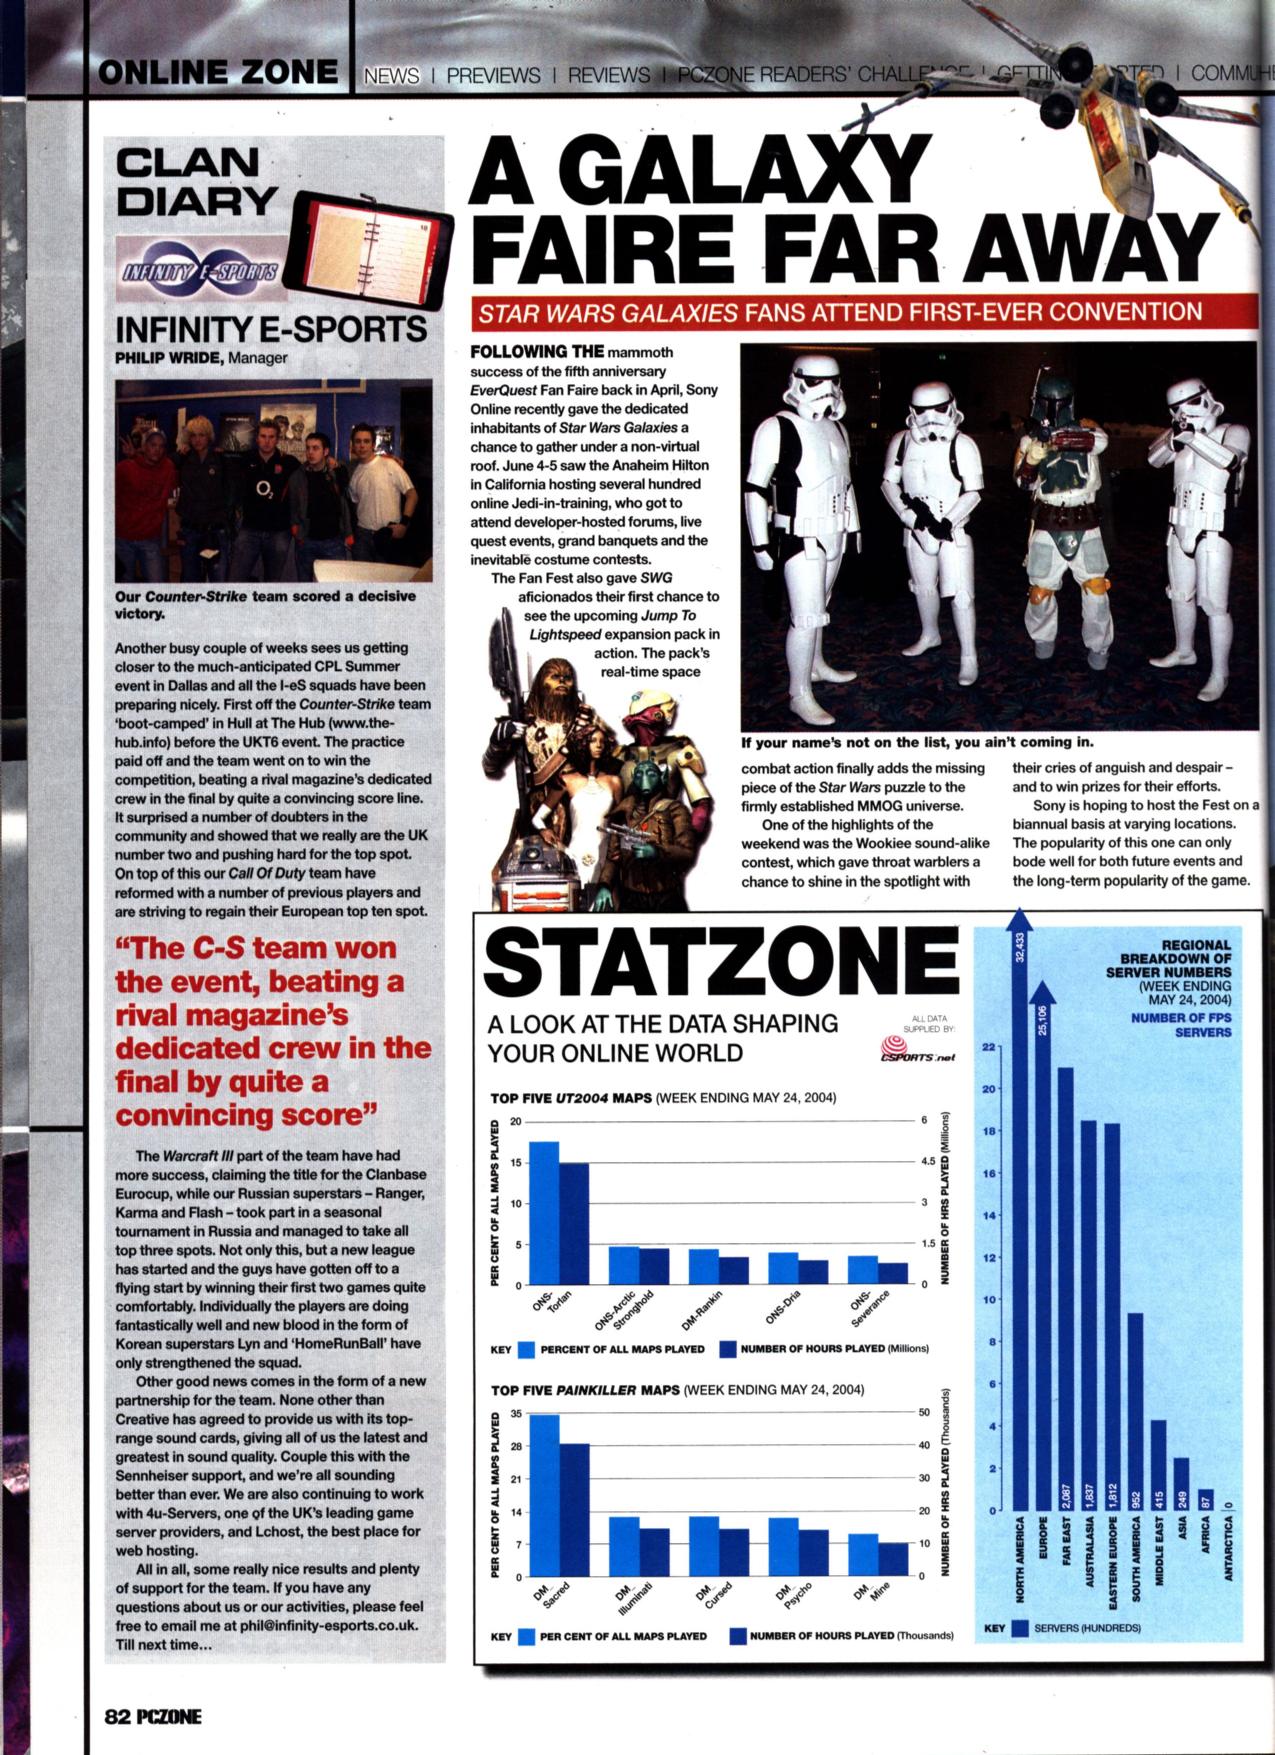 ONLINE ZONE
NEWS | PREVIEWS | REVIEWS | PCZONE READERS' CHALLENGE | GETTING STARTED | COMMUN
CLAN
DIARY
INFINITY E-SPORTS
INFINITY E-SPORTS
PHILIP WRIDE, Manager
Our Counter-Strike team scored a decisive
victory.
Another busy couple of weeks sees us getting
closer to the much-anticipated CPL Summer
event in Dallas and all the I-eS squads have been
preparing nicely. First off the Counter-Strike team
'boot-camped' in Hull at The Hub (www.the-
hub.info) before the UKT6 event. The practice
paid off and the team went on to win the
competition, beating a rival magazine's dedicated
crew in the final by quite a convincing score line.
It surprised a number of doubters in the
community and showed that we really are the UK
number two and pushing hard for the top spot.
On top of this our Call Of Duty team have
reformed with a number of previous players and
are striving to regain their European top ten spot.
"The C-S team won
the event, beating a
rival magazine's
dedicated crew in the
final by quite a
convincing score"
The Warcraft III part of the team have had
more success, claiming the title for the Clanbase
Eurocup, while our Russian superstars – Ranger,
Karma and Flash – took part in a seasonal
tournament in Russia and managed to take all
top three spots. Not only this, but a new league
has started and the guys have gotten off to a
flying start by winning their first two games quite
comfortably. Individually the players are doing
fantastically well and new blood in the form of
Korean superstars Lyn and 'HomeRunBall' have
only strengthened the squad.
Other good news comes in the form of a new
partnership for the team. None other than
Creative has agreed to provide us with its top-
range sound cards, giving all of us the latest and
greatest in sound quality. Couple this with the
Sennheiser support, and we're all sounding
better than ever. We are also continuing to work
with 4u-Servers, one of the UK's leading game
server providers, and Lchost, the best place for
web hosting.
All in all, some really nice results and plenty
of support for the team. If you have any
questions about us or our activities, please feel
free to email me at phil@infinity-esports.co.uk.
Till next time...
A GALAXY
FAIRE FAR AWAY
STAR WARS GALAXIES FANS ATTEND FIRST-EVER CONVENTION
FOLLOWING THE mammoth
success of the fifth anniversary
EverQuest Fan Faire back in April, Sony
Online recently gave the dedicated
inhabitants of Star Wars Galaxies a
chance to gather under a non-virtual
roof. June 4-5 saw the Anaheim Hilton
in California hosting several hundred
online Jedi-in-training, who got to
attend developer-hosted forums, live
quest events, grand banquets and the
inevitable costume contests.
The Fan Fest also gave SWG
aficionados their first chance to
see the upcoming Jump To
Lightspeed expansion pack in
action. The pack's
real-time space
If your name's not on the list, you ain't coming in.
combat action finally adds the missing
piece of the Star Wars puzzle to the
firmly established MMOG universe.
One of the highlights of the
weekend was the Wookiee sound-alike
contest, which gave throat warblers a
chance to shine in the spotlight with
their cries of anguish and despair –
and to win prizes for their efforts.
Sony is hoping to host the Fest on a
biannual basis at varying locations.
The popularity of this one can only
bode well for both future events and
the long-term popularity of the game.
STATZONE
A LOOK AT THE DATA SHAPING
YOUR ONLINE WORLD
ALL DATA
SUPPLIED BY:
CSPORTS.net
TOP FIVE UT2004 MAPS (WEEK ENDING MAY 24, 2004)
PER CENT OF ALL MAPS PLAYED
20
15
10
5
0
6
4.5
3
1.5
0
NUMBER OF HRS PLAYED (Millions)
ONS-
Torlan
ONS-Arctic
Stronghold
DM-Rankin
ONS-Dria
ONS-
Severance
KEY PERCENT OF ALL MAPS PLAYED NUMBER OF HOURS PLAYED (Millions)
TOP FIVE PAINKILLER MAPS (WEEK ENDING MAY 24, 2004)
PER CENT OF ALL MAPS PLAYED
35
28
21
14
7
0
50
40
30
20
10
0
NUMBER OF HRS PLAYED (Thousands)
DM_
Sacred
DM_
Illuminati
DM_
Cursed
DM_
Psycho
DM_
Mine
KEY PER CENT OF ALL MAPS PLAYED NUMBER OF HOURS PLAYED (Thousands)
REGIONAL
BREAKDOWN OF
SERVER NUMBERS
(WEEK ENDING
MAY 24, 2004)
NUMBER OF FPS
SERVERS
22
20
18
16
14
12
10
8
6
4
2
0
32,433
25,106
2,087
1,837
1,812
952
415
249
87
0
NORTH AMERICA
EUROPE
FAR EAST
AUSTRALASIA
EASTERN EUROPE
SOUTH AMERICA
MIDDLE EAST
ASIA
AFRICA
ANTARCTICA
KEY SERVERS (HUNDREDS)
82 PCZONE